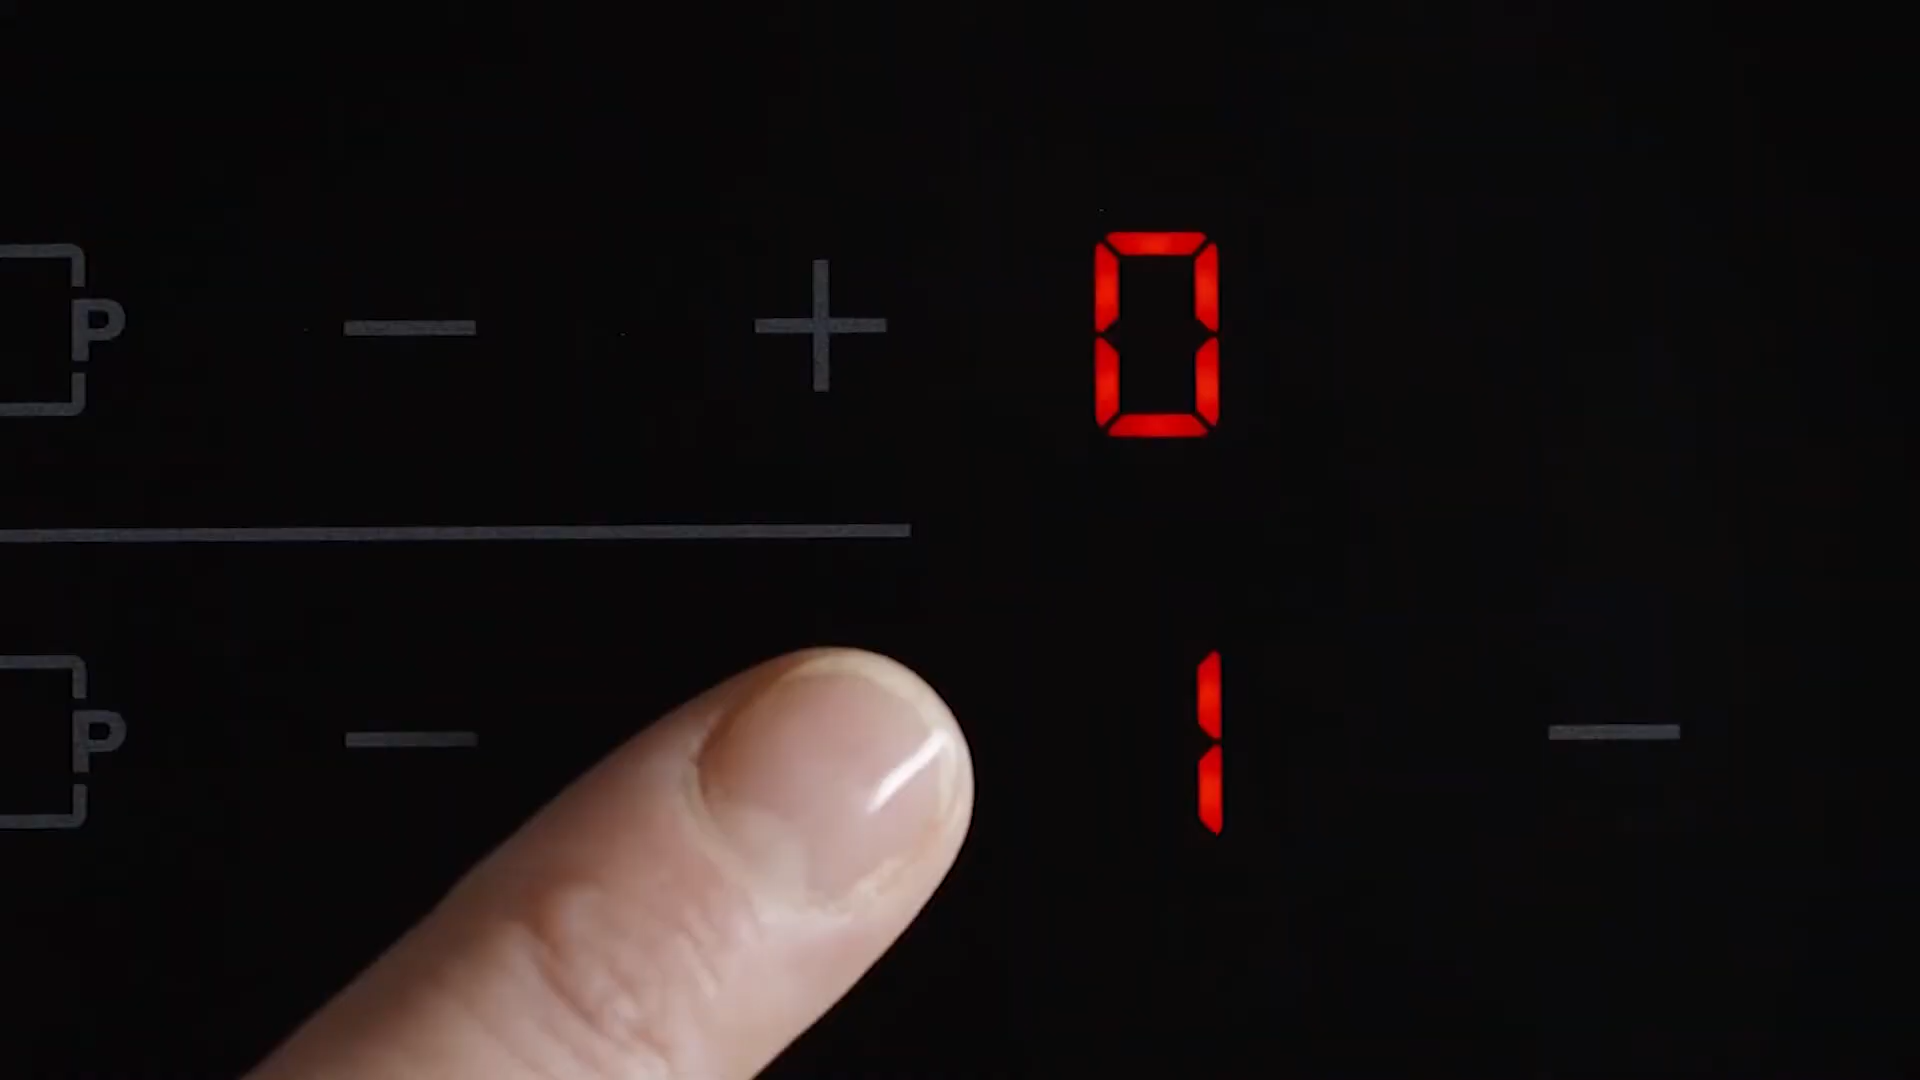 P — + 0
P — 1 —